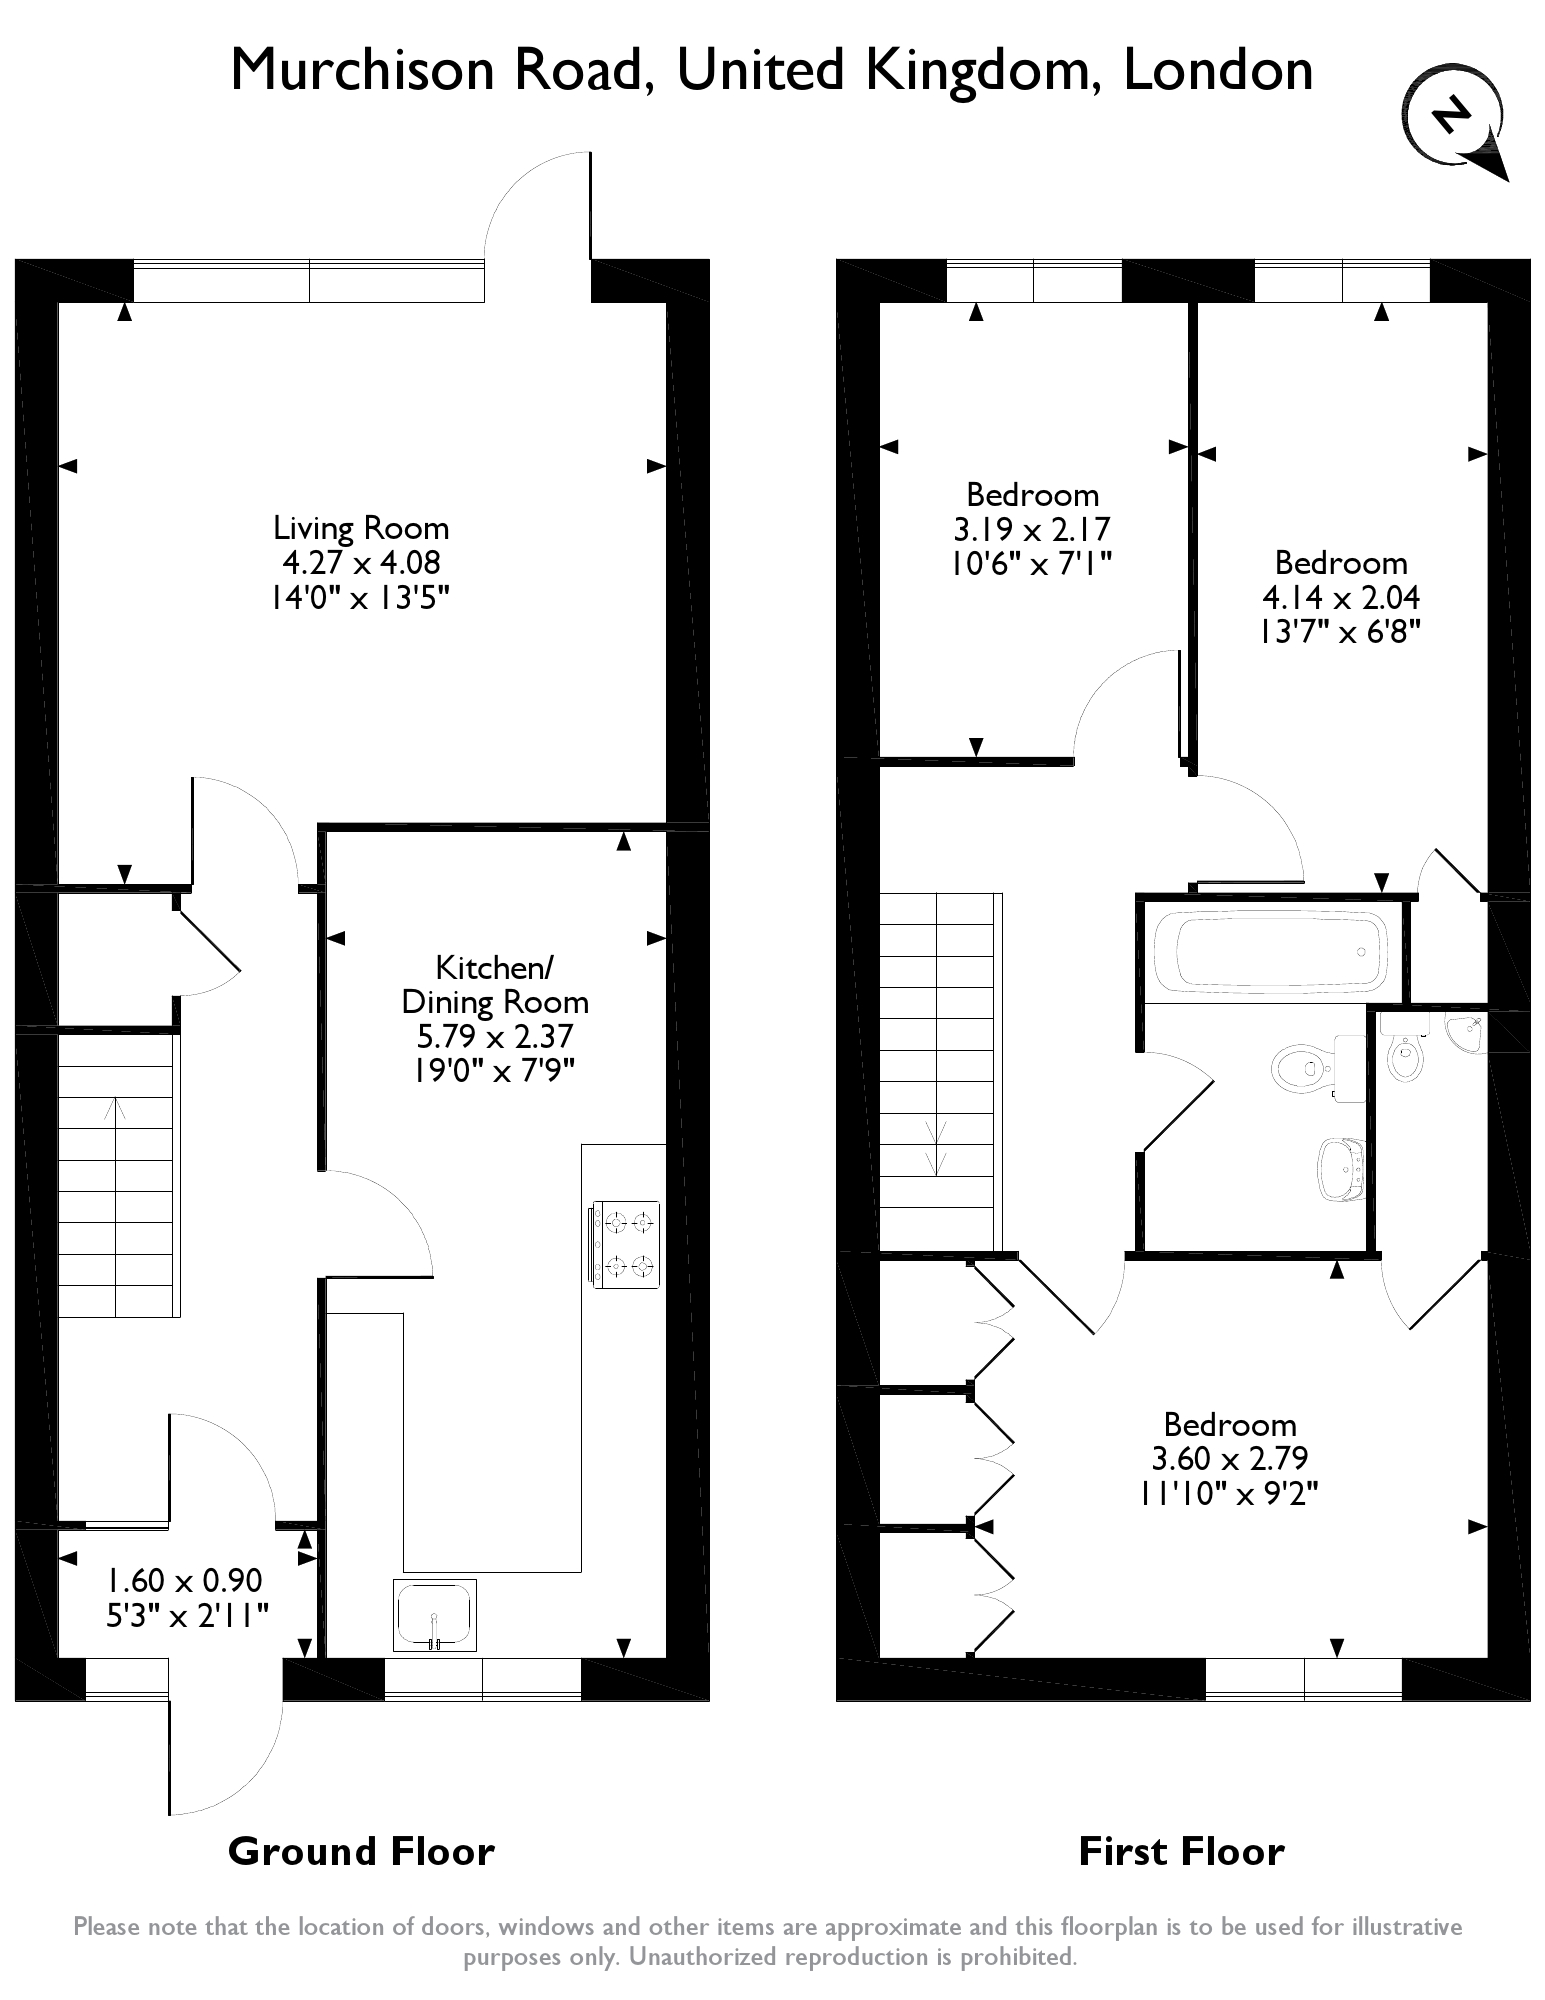 Murchison Road, United Kingdom, London
N
Living Room
4.27 x 4.08
14'0" x 13'5"
Kitchen/
Dining Room
5.79 x 2.37
19'0" x 7'9"
1.60 x 0.90
5'3" x 2'11"
Bedroom
3.19 x 2.17
10'6" x 7'1"
Bedroom
4.14 x 2.04
13'7" x 6'8"
Bedroom
3.60 x 2.79
11'10" x 9'2"
Ground Floor
First Floor
Please note that the location of doors, windows and other items are approximate and this floorplan is to be used for illustrative
purposes only. Unauthorized reproduction is prohibited.